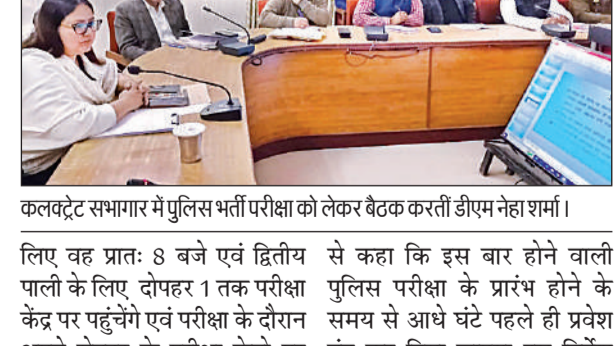 कलक्ट्रेट सभागार में पुलिस भर्ती परीक्षा को लेकर बैठक करतीं डीएम नेहा शर्मा।
लिए वह प्रातः 8 बजे एवं द्वितीय
पाली के लिए दोपहर 1 तक परीक्षा
केंद्र पर पहुंचेंगे एवं परीक्षा के दौरान
से कहा कि इस बार होने वाली
पुलिस परीक्षा के प्रारंभ होने के
समय से आधे घंटे पहले ही प्रवेश